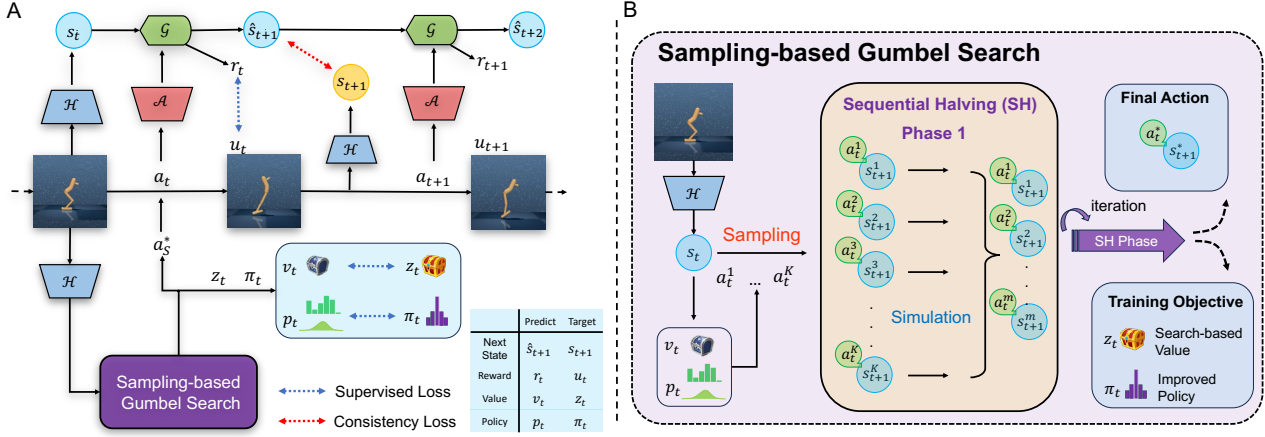 A
s_t
𝒢
ŝ_{t+1}
𝒢
ŝ_{t+2}
r_t
r_{t+1}
s_{t+1}
ℋ
𝒜
ℋ
𝒜
u_t
u_{t+1}
a_t
a_{t+1}
a_S^*
ℋ
z_t π_t
v_t z_t
p_t π_t
Sampling-based
Gumbel Search
Supervised Loss
Consistency Loss
Predict Target
Next
State ŝ_{t+1} s_{t+1}
Reward r_t u_t
Value v_t z_t
Policy p_t π_t
B
Sampling-based Gumbel Search
ℋ
s_t
Sampling
a_t^1 ... a_t^K
v_t
p_t
Sequential Halving (SH)
Phase 1
a_t^1 s_{t+1}^1
a_t^2 s_{t+1}^2
a_t^3 s_{t+1}^3
Simulation
a_t^K s_{t+1}^K
a_t^1 s_{t+1}^1
a_t^2 s_{t+1}^2
a_t^m s_{t+1}^m
iteration
SH Phase
Final Action
a_t^* s_{t+1}^*
Training Objective
z_t Search-based
Value
π_t Improved
Policy